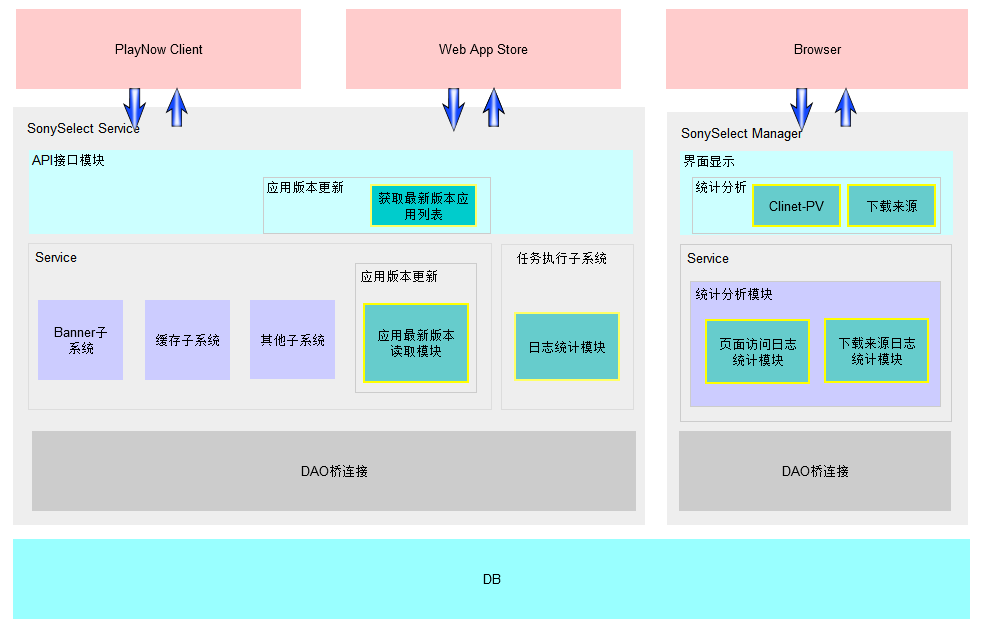 PlayNow Client
Web App Store
Browser
SonySelect Service
API接口模块
应用版本更新
获取最新版本应
用列表
Service
Banner子
系统
缓存子系统
其他子系统
应用版本更新
应用最新版本
读取模块
任务执行子系统
日志统计模块
DAO桥连接
SonySelect Manager
界面显示
统计分析
Clinet-PV
下载来源
Service
统计分析模块
页面访问日志
统计模块
下载来源日志
统计模块
DAO桥连接
DB